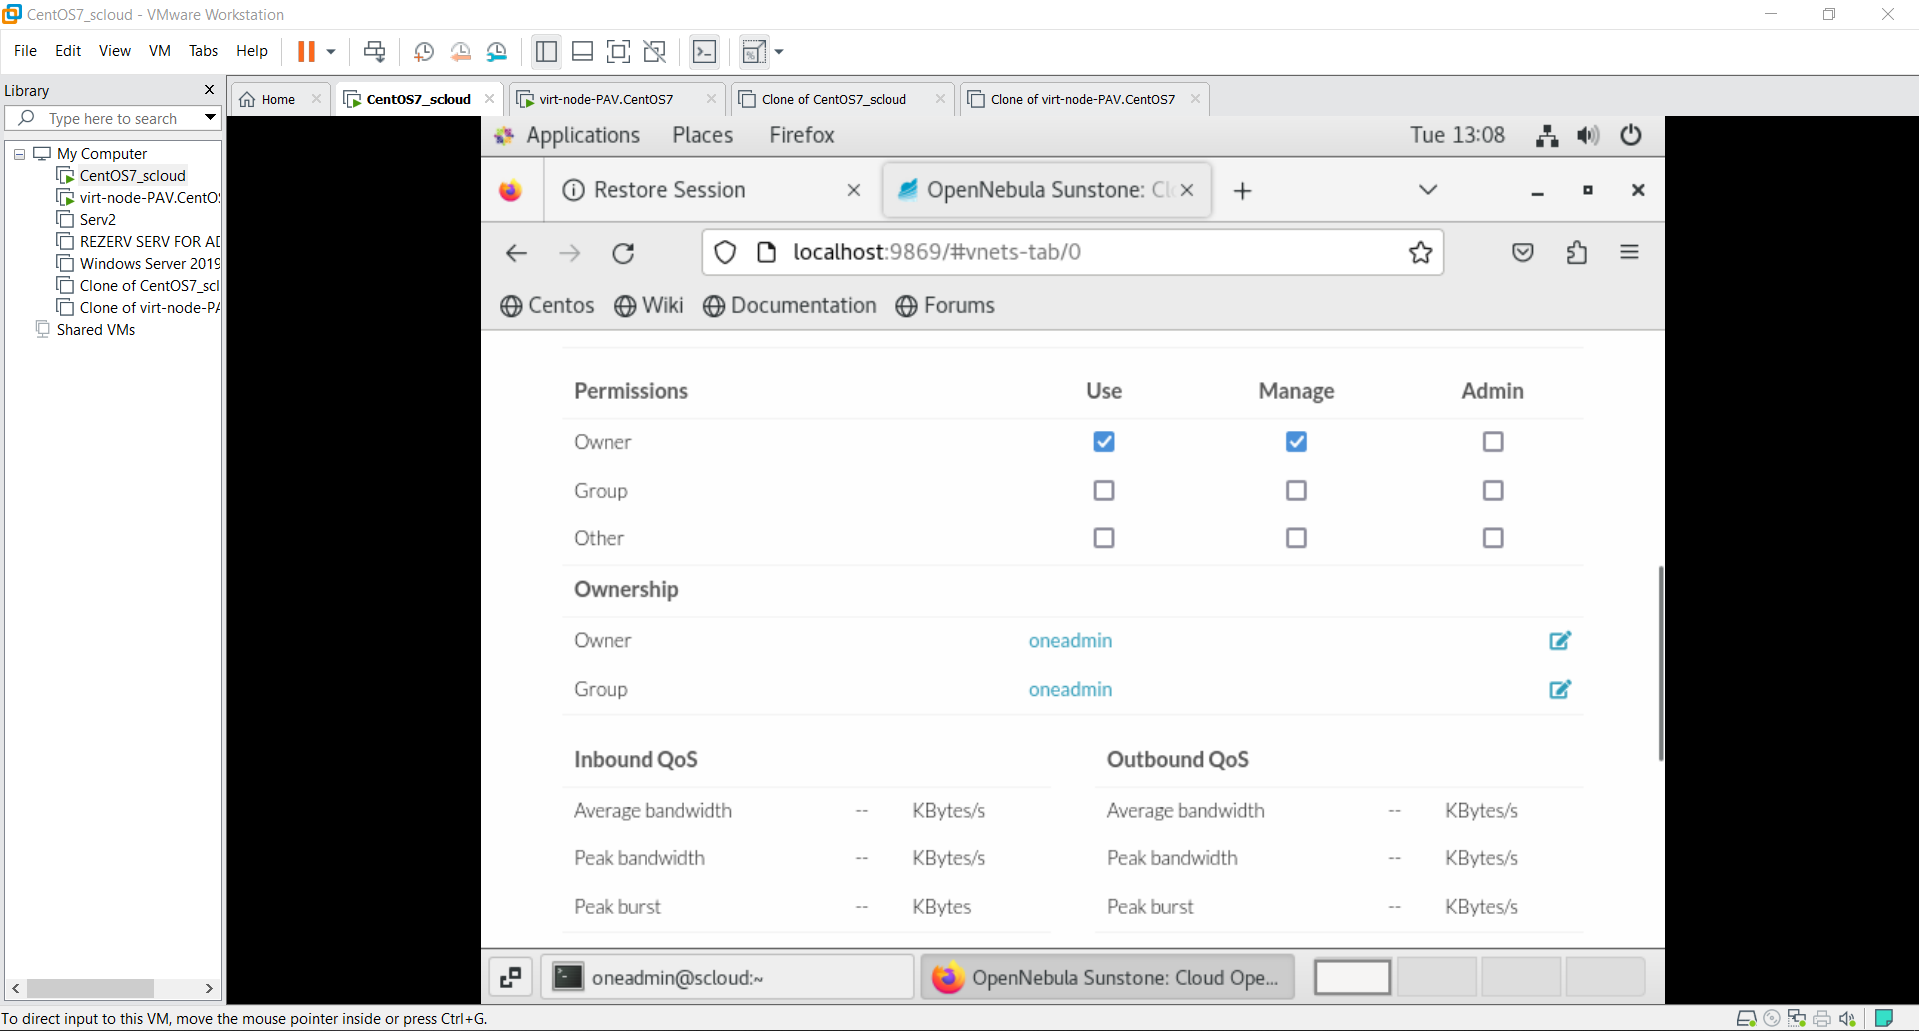 CentOS7_scloud - VMware Workstation
File Edit View VM Tabs Help
Library
Type here to search
My Computer
CentOS7_scloud
virt-node-PAV.CentOS
Serv2
REZERV SERV FOR AD
Windows Server 2019
Clone of CentOS7_scl
Clone of virt-node-PA
Shared VMs
Home CentOS7_scloud virt-node-PAV.CentOS7 Clone of CentOS7_scloud Clone of virt-node-PAV.CentOS7
Applications Places Firefox Tue 13:08
Restore Session OpenNebula Sunstone: Clo
localhost:9869/#vnets-tab/0
Centos Wiki Documentation Forums
Permissions Use Manage Admin
Owner
Group
Other
Ownership
Owner oneadmin
Group oneadmin
Inbound QoS Outbound QoS
Average bandwidth -- KBytes/s Average bandwidth -- KBytes/s
Peak bandwidth -- KBytes/s Peak bandwidth -- KBytes/s
Peak burst -- KBytes Peak burst -- KBytes/s
oneadmin@scloud:~ OpenNebula Sunstone: Cloud Ope...
To direct input to this VM, move the mouse pointer inside or press Ctrl+G.